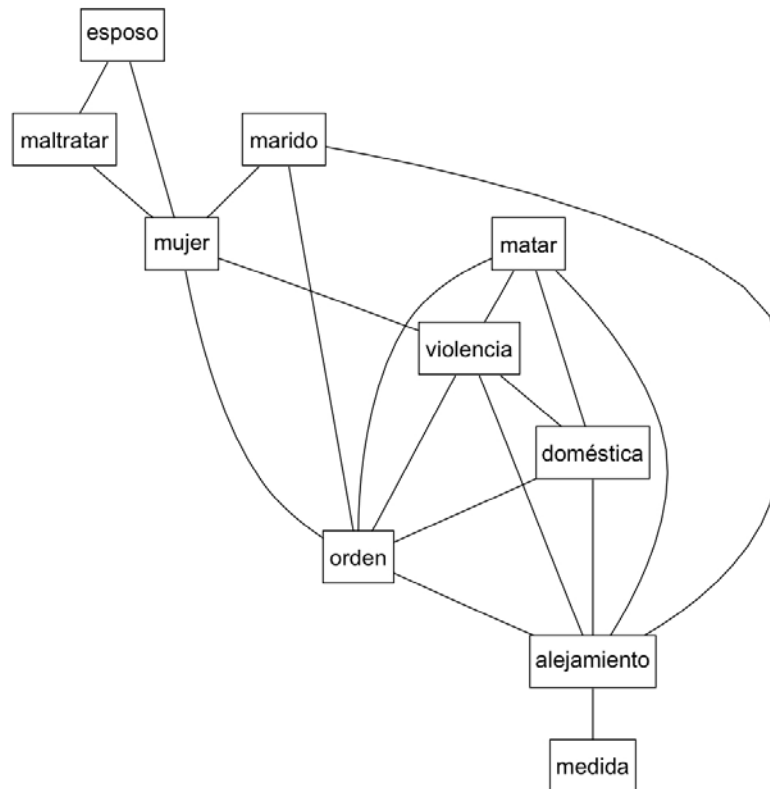 esposo
maltratar
marido
mujer
matar
violencia
doméstica
orden
alejamiento
medida